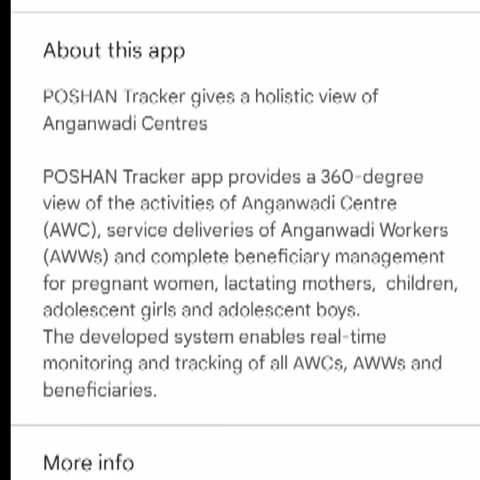 About this app
POSHAN Tracker gives a holistic view of
Anganwadi Centres
POSHAN Tracker app provides a 360-degree
view of the activities of Anganwadi Centre
(AWC), service deliveries of Anganwadi Workers
(AWWs) and complete beneficiary management
for pregnant women, lactating mothers,  children,
adolescent girls and adolescent boys.
The developed system enables real-time
monitoring and tracking of all AWCs, AWWs and
beneficiaries.
More info